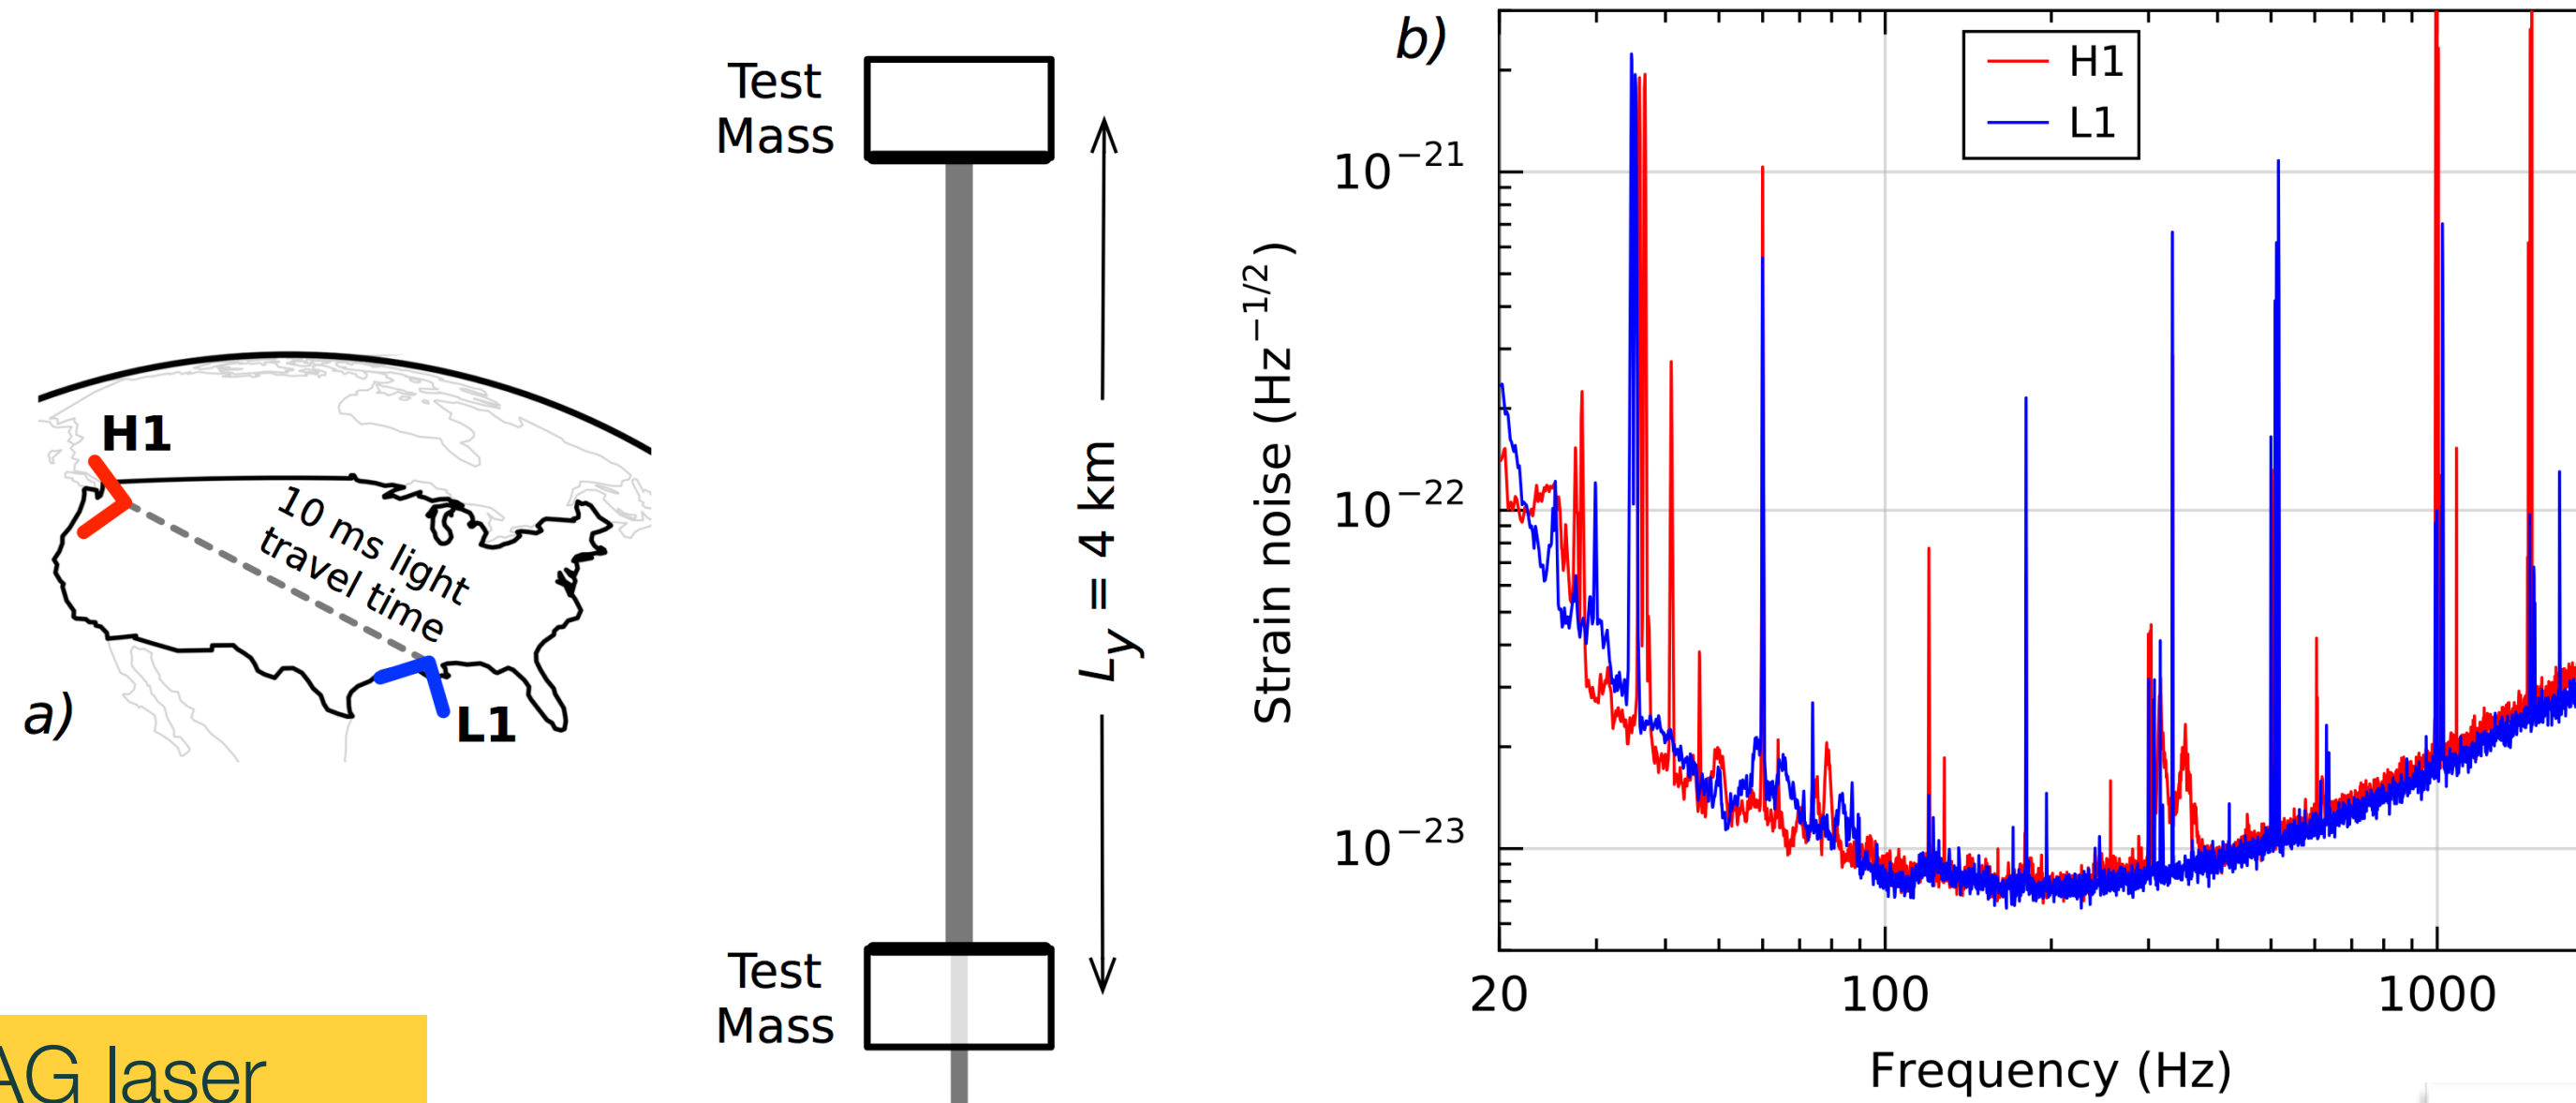 a)
H1
10 ms light
travel time
L1
AG laser
Test
Mass
L_y = 4 km
Test
Mass
b)
H1
L1
Strain noise (Hz^{-1/2})
10^{-21}
10^{-22}
10^{-23}
20
100
1000
Frequency (Hz)